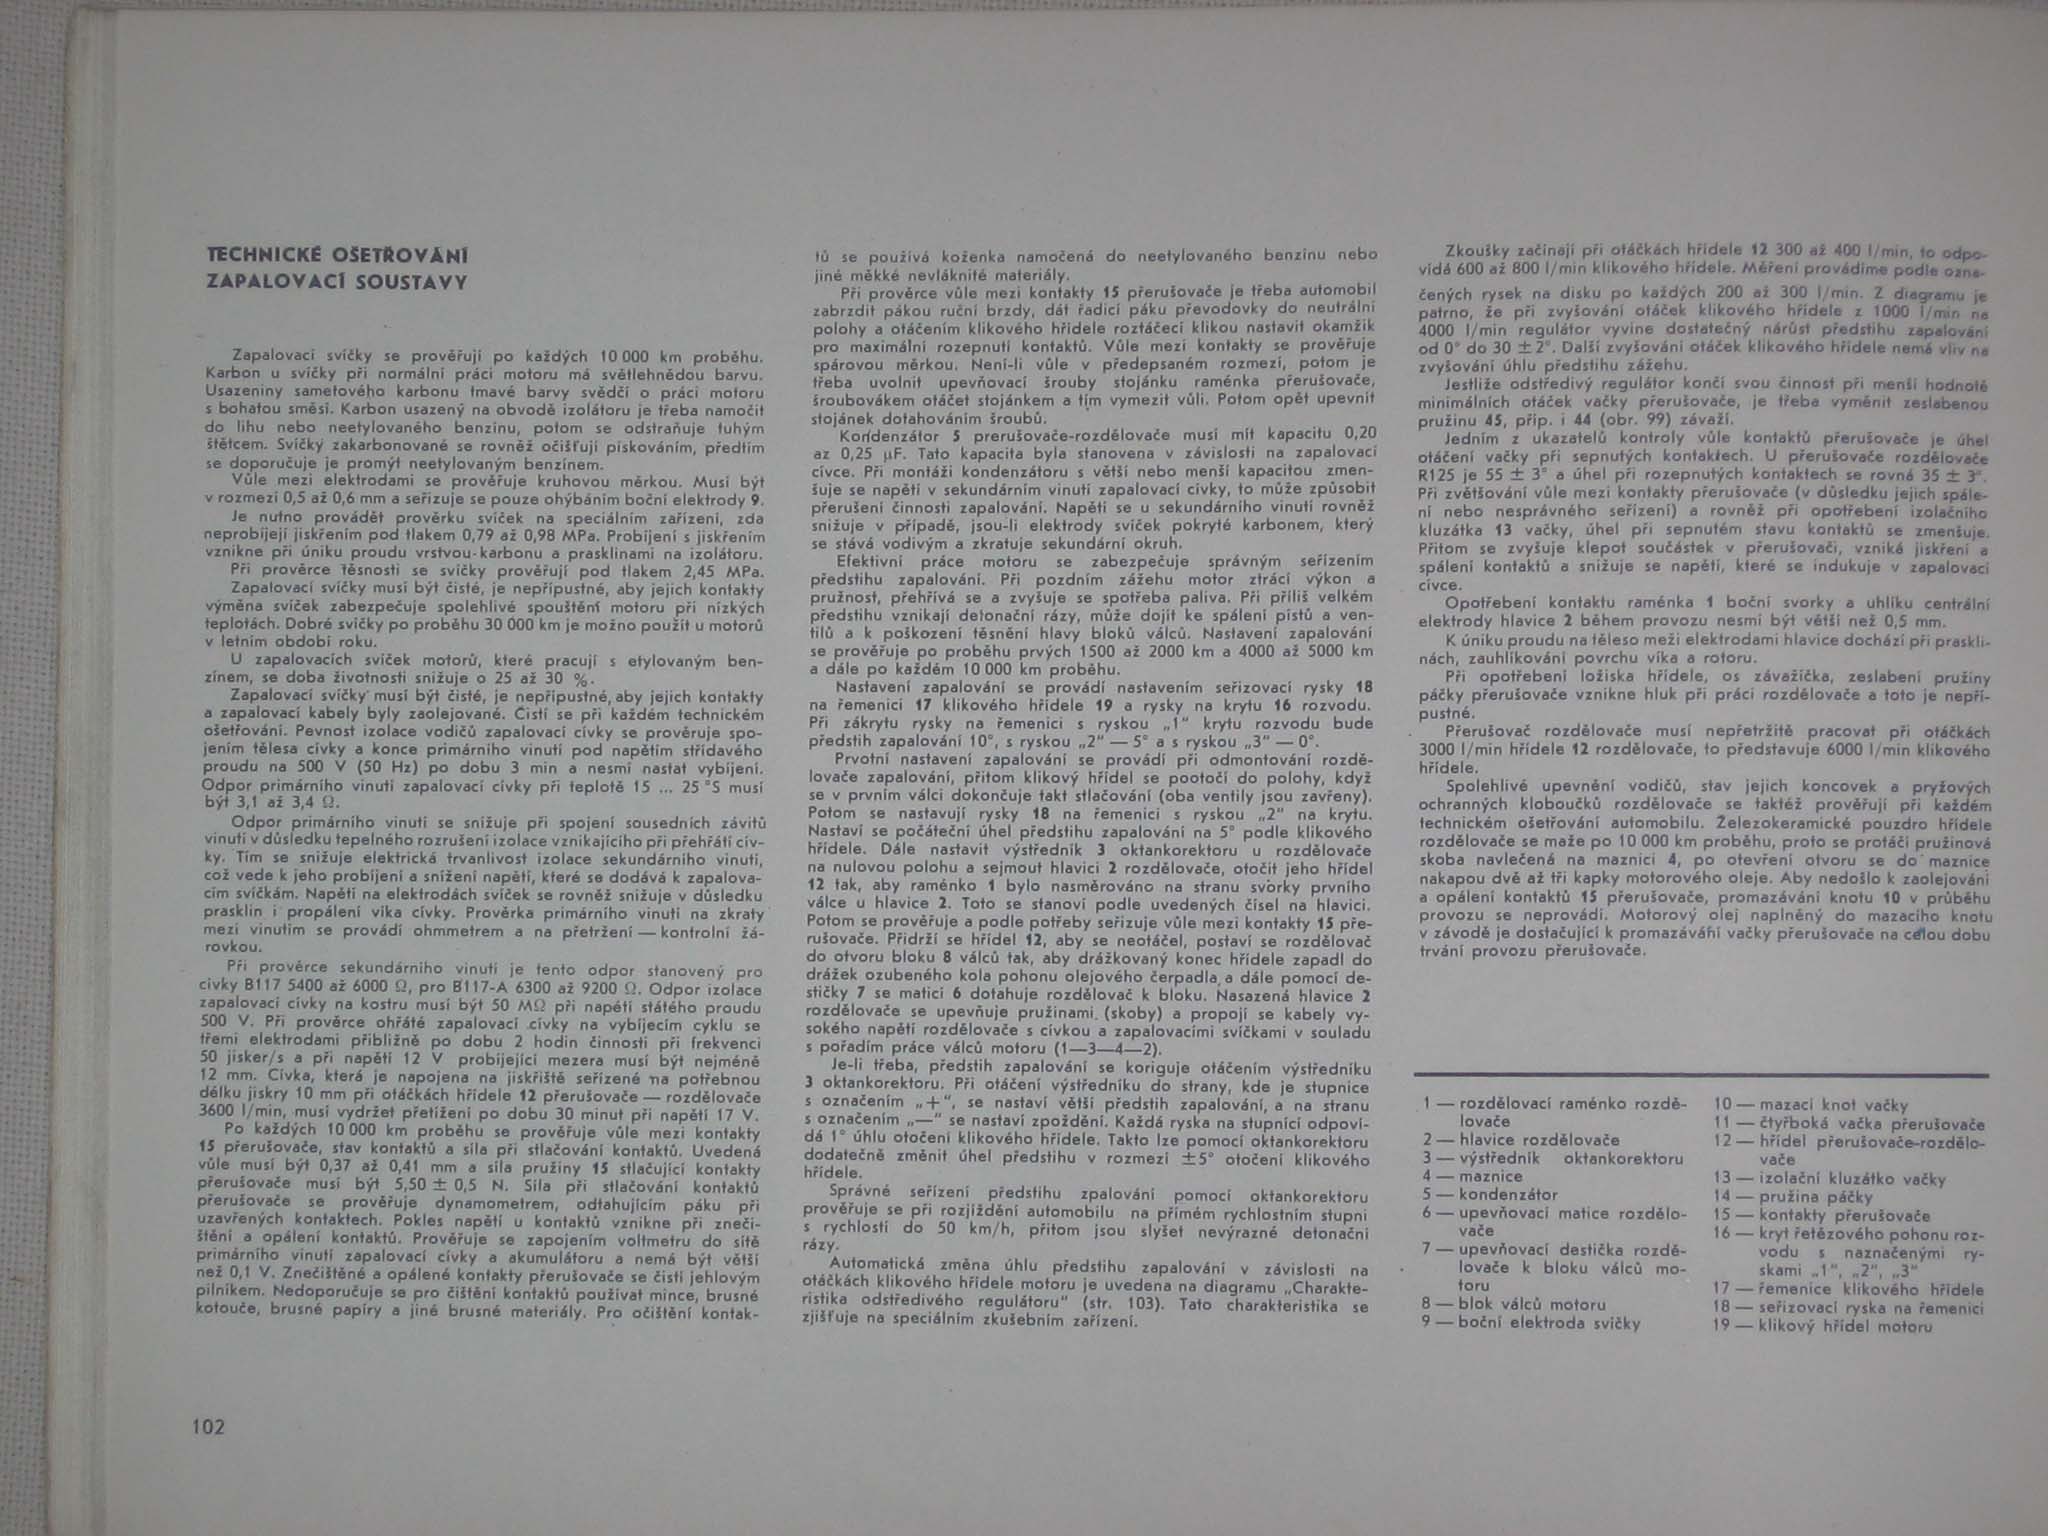 TECHNICKÉ OŠETŘOVÁNÍ
ZAPALOVACÍ SOUSTAVY
Zapalovací svíčky se prověřují po každých 10 000 km proběhu.
Karbon u svíčky při normální práci motoru má světlehnědou barvu.
Usazeniny sametového karbonu tmavé barvy svědčí o práci motoru
s bohatou směsí. Karbon usazený na obvodě izolátoru je třeba namočit
do lihu nebo neetylovaného benzínu, potom se odstraňuje tuhým
štětcem. Svíčky zakarbonované se rovněž očišťují pískováním, předtím
se doporučuje je promýt neetylovaným benzínem.
Vůle mezi elektrodami se prověřuje kruhovou měrkou. Musí být
v rozmezí 0,5 až 0,6 mm a seřizuje se pouze ohýbáním boční elektrody 9.
Je nutno provádět prověrku svíček na speciálním zařízení, zda
neprobíjejí jiskřením pod tlakem 0,79 až 0,98 MPa. Probíjení s jiskřením
vznikne při úniku proudu vrstvou karbonu a prasklinami na izolátoru.
Při prověrce těsnosti se svíčky prověřují pod tlakem 2,45 MPa.
Zapalovací svíčky musí být čisté, je nepřípustné, aby jejich kontakty
výměna svíček zabezpečuje spolehlivé spouštění motoru při nízkých
teplotách. Dobré svíčky po proběhu 30 000 km je možno použít u motorů
v letním období roku.
U zapalovacích svíček motorů, které pracují s etylovaným ben-
zínem, se doba životnosti snižuje o 25 až 30 %.
Zapalovací svíčky musí být čisté, je nepřípustné, aby jejich kontakty
a zapalovací kabely byly zaolejované. Čistí se při každém technickém
ošetřování. Pevnost izolace vodičů zapalovací cívky se prověruje spo-
jením tělesa cívky a konce primárního vinutí pod napětím střídavého
proudu na 500 V (50 Hz) po dobu 3 min a nesmí nastat vybíjení.
Odpor primárního vinutí zapalovací cívky při teplotě 15 ... 25 °S musí
být 3,1 až 3,4 Ω.
Odpor primárního vinutí se snižuje při spojení sousedních závitů
vinutí v důsledku tepelného rozrušení izolace vznikajícího při přehřátí cív-
ky. Tím se snižuje elektrická trvanlivost izolace sekundárního vinutí,
což vede k jeho probíjení a snížení napětí, které se dodává k zapalova-
cím svíčkám. Napětí na elektrodách svíček se rovněž snižuje v důsledku
prasklin i propálení víka cívky. Prověrka primárního vinutí na zkraty
mezi vinutím se provádí ohmmetrem a na přetržení — kontrolní žá-
rovkou.
Při prověrce sekundárního vinutí je tento odpor stanovený pro
cívky B117 5400 až 6000 Ω, pro B117-A 6300 až 9200 Ω. Odpor izolace
zapalovací cívky na kostru musí být 50 MΩ při napětí státého proudu
500 V. Při prověrce ohřáté zapalovací cívky na vybíjecím cyklu se
třemi elektrodami přibližně po dobu 2 hodin činnosti při frekvenci
50 jisker/s a při napětí 12 V probíjející mezera musí být nejméně
12 mm. Cívka, která je napojena na jiskřiště seřízené na potřebnou
délku jiskry 10 mm při otáčkách hřídele 12 přerušovače — rozdělovače
3600 l/min, musí vydržet přetížení po dobu 30 minut při napětí 17 V.
Po každých 10 000 km proběhu se prověřuje vůle mezi kontakty
15 přerušovače, stav kontaktů a síla při stlačování kontaktů. Uvedená
vůle musí být 0,37 až 0,41 mm a síla pružiny 15 stlačující kontakty
přerušovače musí být 5,50 ± 0,5 N. Síla při stlačování kontaktů
přerušovače se prověřuje dynamometrem, odtahujícím páku při
uzavřených kontaktech. Pokles napětí u kontaktů vznikne při zneči-
štění a opálení kontaktů. Prověřuje se zapojením voltmetru do sítě
primárního vinutí zapalovací cívky a akumulátoru a nemá být větší
než 0,1 V. Znečištěné a opálené kontakty přerušovače se čistí jehlovým
pilníkem. Nedoporučuje se pro čištění kontaktů používat mince, brusné
kotouče, brusné papíry a jiné brusné materiály. Pro očištění kontak-
tů se používá koženka namočená do neetylovaného benzínu nebo
jiné měkké nevláknité materiály.
Při prověrce vůle mezi kontakty 15 přerušovače je třeba automobil
zabrzdit pákou ruční brzdy, dát řadicí páku převodovky do neutrální
polohy a otáčením klikového hřídele roztáčecí klikou nastavit okamžik
pro maximální rozepnutí kontaktů. Vůle mezi kontakty se prověřuje
spárovou měrkou. Není-li vůle v předepsaném rozmezí, potom je
třeba uvolnit upevňovací šrouby stojánku raménka přerušovače,
šroubovákem otáčet stojánkem a tím vymezit vůli. Potom opět upevnit
stojánek dotahováním šroubů.
Kondenzátor 5 prerušovače-rozdělovače musí mít kapacitu 0,20
az 0,25 μF. Tato kapacita byla stanovena v závislosti na zapalovací
cívce. Při montáži kondenzátoru s větší nebo menší kapacitou zmen-
šuje se napětí v sekundárním vinutí zapalovací cívky, to může způsobit
přerušení činnosti zapalování. Napětí se u sekundárního vinutí rovněž
snižuje v případě, jsou-li elektrody svíček pokryté karbonem, který
se stává vodivým a zkratuje sekundární okruh.
Efektivní práce motoru se zabezpečuje správným seřízením
předstihu zapalování. Při pozdním zážehu motor ztrácí výkon a
pružnost, přehřívá se a zvyšuje se spotřeba paliva. Při příliš velkém
předstihu vznikají detonační rázy, může dojít ke spálení pístů a ven-
tilů a k poškození těsnění hlavy bloků válců. Nastavení zapalování
se prověřuje po proběhu prvých 1500 až 2000 km a 4000 až 5000 km
a dále po každém 10 000 km proběhu.
Nastavení zapalování se provádí nastavením seřizovací rysky 18
na řemenici 17 klikového hřídele 19 a rysky na krytu 16 rozvodu.
Při zákrytu rysky na řemenici s ryskou „1" krytu rozvodu bude
předstih zapalování 10°, s ryskou „2" — 5° a s ryskou „3" — 0°.
Prvotní nastavení zapalování se provádí při odmontování rozdě-
lovače zapalování, přitom klikový hřídel se pootočí do polohy, když
se v prvním válci dokončuje takt stlačování (oba ventily jsou zavřeny).
Potom se nastavují rysky 18 na řemenici s ryskou „2" na krytu.
Nastaví se počáteční úhel předstihu zapalování na 5° podle klikového
hřídele. Dále nastavit výstředník 3 oktankorektoru u rozdělovače
na nulovou polohu a sejmout hlavici 2 rozdělovače, otočit jeho hřídel
12 tak, aby raménko 1 bylo nasměrováno na stranu svorky prvního
válce u hlavice 2. Toto se stanoví podle uvedených čísel na hlavici.
Potom se prověřuje a podle potřeby seřizuje vůle mezi kontakty 15 pře-
rušovače. Přidrží se hřídel 12, aby se neotáčel, postaví se rozdělovač
do otvoru bloku 8 válců tak, aby drážkovaný konec hřídele zapadl do
drážek ozubeného kola pohonu olejového čerpadla, a dále pomocí de-
stičky 7 se maticí 6 dotahuje rozdělovač k bloku. Nasazená hlavice 2
rozdělovače se upevňuje pružinami (skoby) a propojí se kabely vy-
sokého napětí rozdělovače s cívkou a zapalovacími svíčkami v souladu
s pořadím práce válců motoru (1—3—4—2).
Je-li třeba, předstih zapalování se koriguje otáčením výstředníku
3 oktankorektoru. Při otáčení výstředníku do strany, kde je stupnice
s označením „+", se nastaví větší předstih zapalování, a na stranu
s označením „—" se nastaví zpoždění. Každá ryska na stupnici odpoví-
dá 1° úhlu otočení klikového hřídele. Takto lze pomocí oktankorektoru
dodatečně změnit úhel předstihu v rozmezí ±5° otočení klikového
hřídele.
Správné seřízení předstihu zpalování pomocí oktankorektoru
prověřuje se při rozjíždění automobilu na přímém rychlostním stupni
s rychlostí do 50 km/h, přitom jsou slyšet nevýrazné detonační
rázy.
Automatická změna úhlu předstihu zapalování v závislosti na
otáčkách klikového hřídele motoru je uvedena na diagramu „Charakte-
ristika odstředivého regulátoru" (str. 103). Tato charakteristika se
zjišťuje na speciálním zkušebním zařízení.
Zkoušky začínají při otáčkách hřídele 12 300 až 400 l/min, to odpo-
vídá 600 až 800 l/min klikového hřídele. Měření provádíme podle ozna-
čených rysek na disku po každých 200 až 300 l/min. Z diagramu je
patrno, že při zvyšování otáček klikového hřídele z 1000 l/min na
4000 l/min regulátor vyvine dostatečný nárůst předstihu zapalování
od 0° do 30 ± 2°. Další zvyšování otáček klikového hřídele nemá vliv na
zvyšování úhlu předstihu zážehu.
Jestliže odstředivý regulátor končí svou činnost při menší hodnotě
minimálních otáček vačky přerušovače, je třeba vyměnit zeslabenou
pružinu 45, příp. i 44 (obr. 99) závaží.
Jedním z ukazatelů kontroly vůle kontaktů přerušovače je úhel
otáčení vačky při sepnutých kontaktech. U přerušovače rozdělovače
R125 je 55 ± 3° a úhel při rozepnutých kontaktech se rovná 35 ± 3°.
Při zvětšování vůle mezi kontakty přerušovače (v důsledku jejich spále-
ní nebo nesprávného seřízení) a rovněž při opotřebení izolačního
kluzátka 13 vačky, úhel při sepnutém stavu kontaktů se zmenšuje.
Přitom se zvyšuje klepot součástek v přerušovači, vzniká jiskření a
spálení kontaktů a snižuje se napětí, které se indukuje v zapalovací
cívce.
Opotřebení kontaktu raménka 1 boční svorky a uhlíku centrální
elektrody hlavice 2 během provozu nesmí být větší než 0,5 mm.
K úniku proudu na těleso meži elektrodami hlavice dochází při praskli-
nách, zauhlíkování povrchu víka a rotoru.
Při opotřebení ložiska hřídele, os závažíčka, zeslabení pružiny
páčky přerušovače vznikne hluk při práci rozdělovače a toto je nepří-
pustné.
Přerušovač rozdělovače musí nepřetržitě pracovat při otáčkách
3000 l/min hřídele 12 rozdělovače, to představuje 6000 l/min klikového
hřídele.
Spolehlivé upevnění vodičů, stav jejich koncovek a pryžových
ochranných kloboučků rozdělovače se taktéž prověřují při každém
technickém ošetřování automobilu. Železokeramické pouzdro hřídele
rozdělovače se maže po 10 000 km proběhu, proto se protáčí pružinová
skoba navlečená na maznici 4, po otevření otvoru se do maznice
nakapou dvě až tři kapky motorového oleje. Aby nedošlo k zaolejování
a opálení kontaktů 15 přerušovače, promazávání knotu 10 v průběhu
provozu se neprovádí. Motorový olej naplněný do mazacího knotu
v závodě je dostačující k promazávání vačky přerušovače na celou dobu
trvání provozu přerušovače.
1 — rozdělovací raménko rozdě-
lovače
2 — hlavice rozdělovače
3 — výstředník oktankorektoru
4 — maznice
5 — kondenzátor
6 — upevňovací matice rozdělo-
vače
7 — upevňovací destička rozdě-
lovače k bloku válců mo-
toru
8 — blok válců motoru
9 — boční elektroda svíčky
10 — mazací knot vačky
11 — čtyřboká vačka přerušovače
12 — hřídel přerušovače-rozdělo-
vače
13 — izolační kluzátko vačky
14 — pružina páčky
15 — kontakty přerušovače
16 — kryt řetězového pohonu roz-
vodu s naznačenými ry-
skami „1", „2", „3"
17 — řemenice klikového hřídele
18 — seřizovací ryska na řemenici
19 — klikový hřídel motoru
102